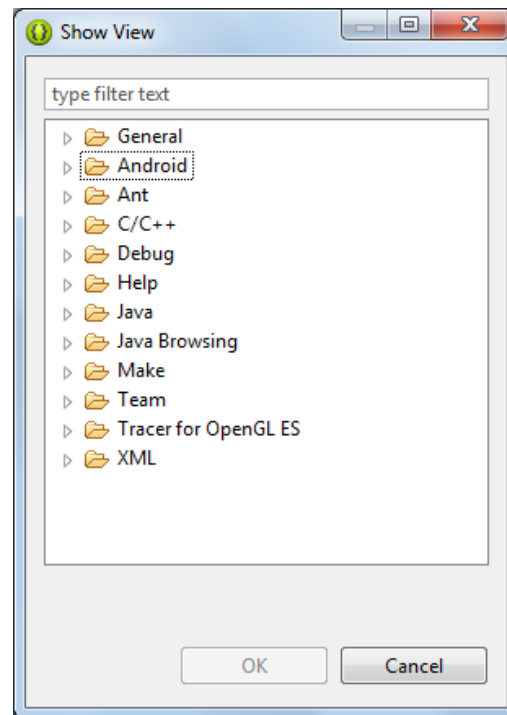 Show View
type filter text
General
Android
Ant
C/C++
Debug
Help
Java
Java Browsing
Make
Team
Tracer for OpenGL ES
XML
OK
Cancel